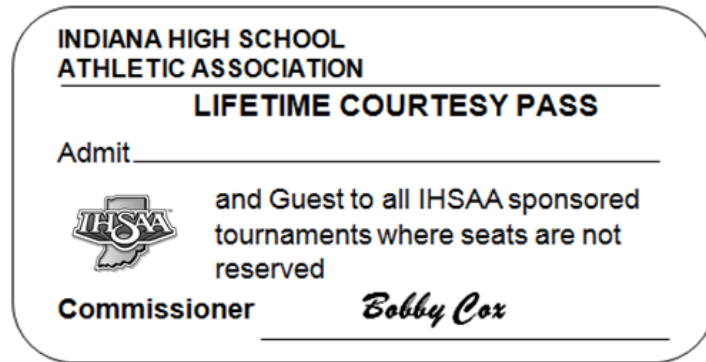 INDIANA HIGH SCHOOL
ATHLETIC ASSOCIATION
LIFETIME COURTESY PASS
Admit
IHSAA
and Guest to all IHSAA sponsored
tournaments where seats are not
reserved
Commissioner Bobby Cox